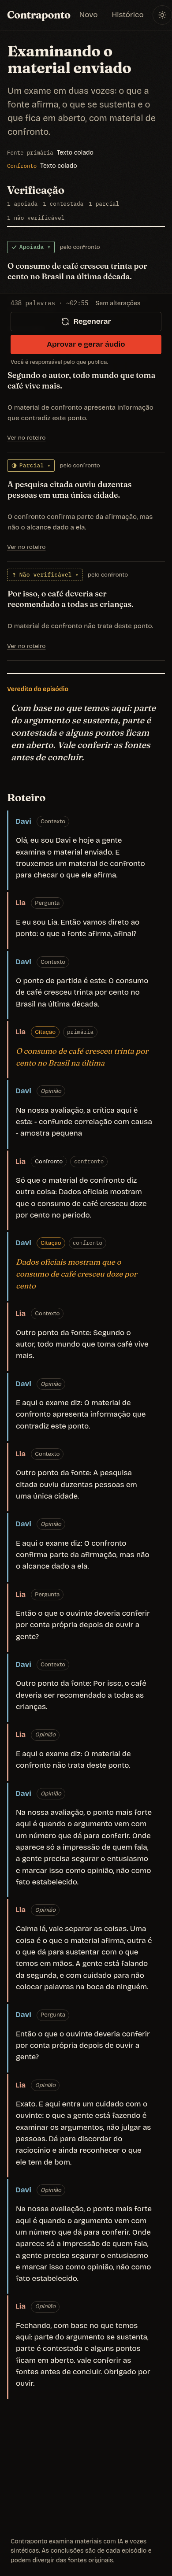 Contraponto Novo Histórico
Examinando o
material enviado
Um exame em duas vozes: o que a
fonte afirma, o que se sustenta e o
que fica em aberto, com material de
confronto.
Fonte primária Texto colado
Confronto Texto colado
Verificação
1 apoiada 1 contestada 1 parcial
1 não verificável
✓ Apoiada ▾ pelo confronto
O consumo de café cresceu trinta por
cento no Brasil na última década.
438 palavras · ~02:55 Sem alterações
Regenerar
Aprovar e gerar áudio
Você é responsável pelo que publica.
Segundo o autor, todo mundo que toma
café vive mais.
O material de confronto apresenta informação
que contradiz este ponto.
Ver no roteiro
◑ Parcial ▾ pelo confronto
A pesquisa citada ouviu duzentas
pessoas em uma única cidade.
O confronto confirma parte da afirmação, mas
não o alcance dado a ela.
Ver no roteiro
? Não verificável ▾ pelo confronto
Por isso, o café deveria ser
recomendado a todas as crianças.
O material de confronto não trata deste ponto.
Ver no roteiro
Veredito do episódio
Com base no que temos aqui: parte
do argumento se sustenta, parte é
contestada e alguns pontos ficam
em aberto. Vale conferir as fontes
antes de concluir.
Roteiro
Davi Contexto
Olá, eu sou Davi e hoje a gente
examina o material enviado. E
trouxemos um material de confronto
para checar o que ele afirma.
Lia Pergunta
E eu sou Lia. Então vamos direto ao
ponto: o que a fonte afirma, afinal?
Davi Contexto
O ponto de partida é este: O consumo
de café cresceu trinta por cento no
Brasil na última década.
Lia Citação primária
O consumo de café cresceu trinta por
cento no Brasil na última
Davi Opinião
Na nossa avaliação, a crítica aqui é
esta: - confunde correlação com causa
- amostra pequena
Lia Confronto confronto
Só que o material de confronto diz
outra coisa: Dados oficiais mostram
que o consumo de café cresceu doze
por cento no período.
Davi Citação confronto
Dados oficiais mostram que o
consumo de café cresceu doze por
cento
Lia Contexto
Outro ponto da fonte: Segundo o
autor, todo mundo que toma café vive
mais.
Davi Opinião
E aqui o exame diz: O material de
confronto apresenta informação que
contradiz este ponto.
Lia Contexto
Outro ponto da fonte: A pesquisa
citada ouviu duzentas pessoas em
uma única cidade.
Davi Opinião
E aqui o exame diz: O confronto
confirma parte da afirmação, mas não
o alcance dado a ela.
Lia Pergunta
Então o que o ouvinte deveria conferir
por conta própria depois de ouvir a
gente?
Davi Contexto
Outro ponto da fonte: Por isso, o café
deveria ser recomendado a todas as
crianças.
Lia Opinião
E aqui o exame diz: O material de
confronto não trata deste ponto.
Davi Opinião
Na nossa avaliação, o ponto mais forte
aqui é quando o argumento vem com
um número que dá para conferir. Onde
aparece só a impressão de quem fala,
a gente precisa segurar o entusiasmo
e marcar isso como opinião, não como
fato estabelecido.
Lia Opinião
Calma lá, vale separar as coisas. Uma
coisa é o que o material afirma, outra é
o que dá para sustentar com o que
temos em mãos. A gente está falando
da segunda, e com cuidado para não
colocar palavras na boca de ninguém.
Davi Pergunta
Então o que o ouvinte deveria conferir
por conta própria depois de ouvir a
gente?
Lia Opinião
Exato. E aqui entra um cuidado com o
ouvinte: o que a gente está fazendo é
examinar os argumentos, não julgar as
pessoas. Dá para discordar do
raciocínio e ainda reconhecer o que
ele tem de bom.
Davi Opinião
Na nossa avaliação, o ponto mais forte
aqui é quando o argumento vem com
um número que dá para conferir. Onde
aparece só a impressão de quem fala,
a gente precisa segurar o entusiasmo
e marcar isso como opinião, não como
fato estabelecido.
Lia Opinião
Fechando, com base no que temos
aqui: parte do argumento se sustenta,
parte é contestada e alguns pontos
ficam em aberto. vale conferir as
fontes antes de concluir. Obrigado por
ouvir.
Contraponto examina materiais com IA e vozes
sintéticas. As conclusões são de cada episódio e
podem divergir das fontes originais.